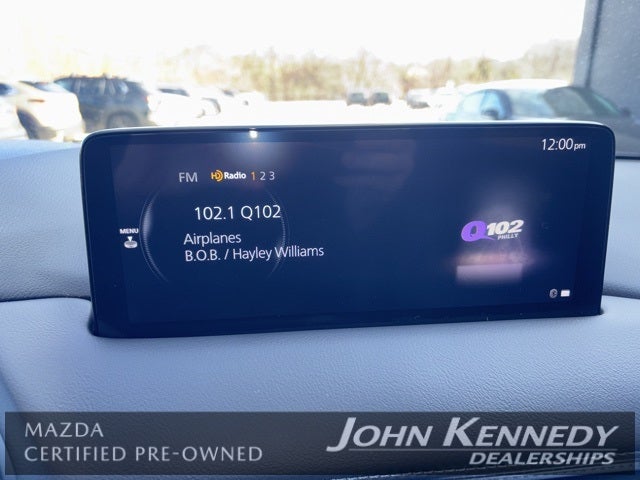 12:00pm
FM HD Radio 1 2 3
102.1 Q102
MENU
Airplanes
B.O.B. / Hayley Williams
Q102
PHILLY
MAZDA
CERTIFIED PRE-OWNED
JOHN KENNEDY
DEALERSHIPS